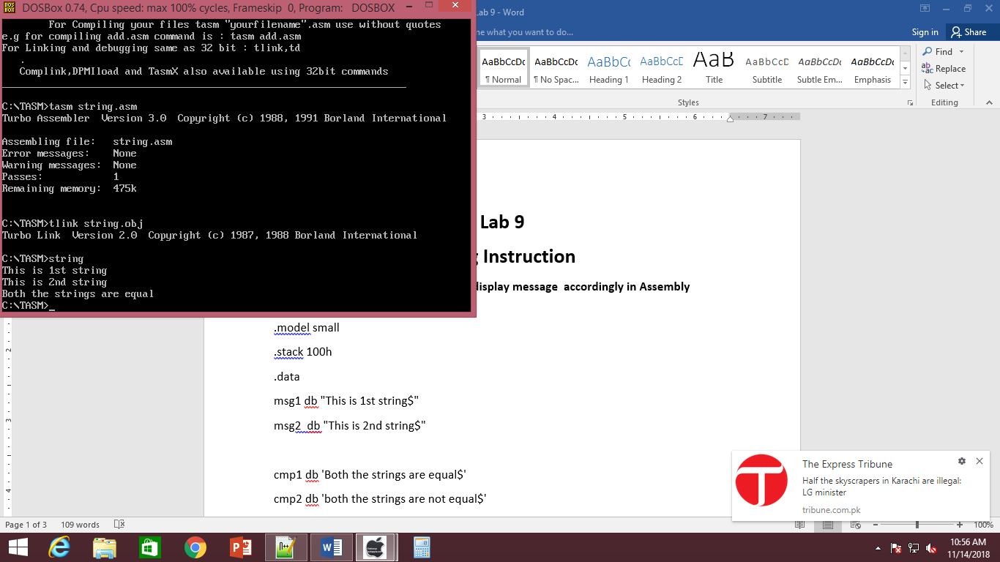 DOSBox 0.74, Cpu speed: max 100% cycles, Frameskip 0, Program: DOSBOX
For Compiling your files tasm "yourfilename".asm use without quotes
e.g for compiling add.asm command is : tasm add.asm
For Linking and debugging same as 32 bit : tlink,td
.
Complink,DPMIload and TasmX also available using 32bit commands
C:\TASM>tasm string.asm
Turbo Assembler Version 3.0 Copyright (c) 1988, 1991 Borland International
Assembling file: string.asm
Error messages: None
Warning messages: None
Passes: 1
Remaining memory: 475k
C:\TASM>tlink string.obj
Turbo Link Version 2.0 Copyright (c) 1987, 1988 Borland International
C:\TASM>string
This is 1st string
This is 2nd string
Both the strings are equal
C:\TASM>_
Lab 9 - Word
me what you want to do...
Sign in
Share
AaBbCcDc AaBbCcDc AaBbCc AaBbCcD AaB AaBbCcD AaBbCcDc AaBbCcDc
¶ Normal ¶ No Spac... Heading 1 Heading 2 Title Subtitle Subtle Em... Emphasis
Styles
Find
Replace
Select
Editing
3 4 5 6 7
Lab 9
Instruction
display message accordingly in Assembly
.model small
.stack 100h
.data
msg1 db "This is 1st string$"
msg2 db "This is 2nd string$"
cmp1 db 'Both the strings are equal$'
cmp2 db 'both the strings are not equal$'
2
3
4
The Express Tribune
Half the skyscrapers in Karachi are illegal:
LG minister
tribune.com.pk
Page 1 of 3 109 words
100%
10:56 AM
11/14/2018